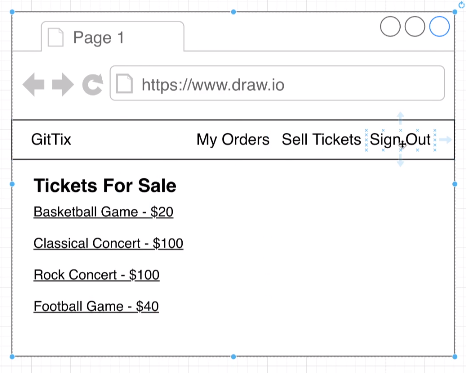 Page 1
https://www.draw.io
GitTix My Orders Sell Tickets Sign Out
Tickets For Sale
Basketball Game - $20
Classical Concert - $100
Rock Concert - $100
Football Game - $40